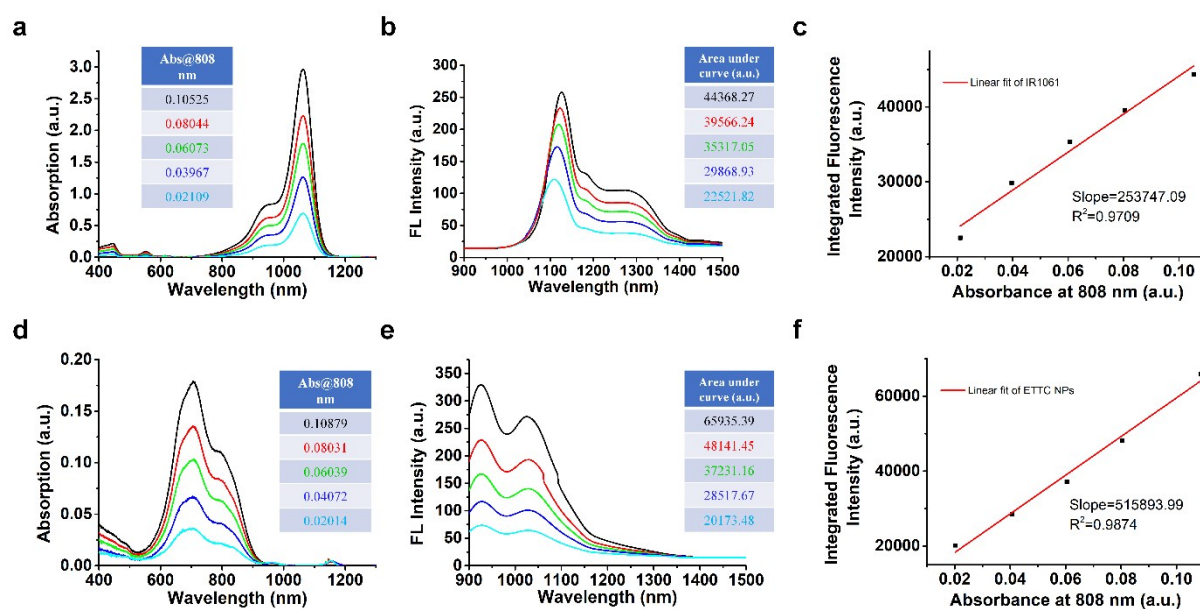 a
Absorption (a.u.)
3.0
2.5
2.0
1.5
1.0
0.5
0.0
400 600 800 1000 1200
Wavelength (nm)
Abs@808
nm
0.10525
0.08044
0.06073
0.03967
0.02109
b
FL Intensity (a.u.)
300
250
200
150
100
50
0
900 1000 1100 1200 1300 1400 1500
Wavelength (nm)
Area under
curve (a.u.)
44368.27
39566.24
35317.05
29868.93
22521.82
c
Integrated Fluorescence
Intensity (a.u.)
40000
30000
20000
0.02 0.04 0.06 0.08 0.10
Absorbance at 808 nm (a.u.)
Linear fit of IR1061
Slope=253747.09
R²=0.9709
d
Absorption (a.u.)
0.20
0.15
0.10
0.05
0.00
400 600 800 1000 1200
Wavelength (nm)
Abs@808
nm
0.10879
0.08031
0.06039
0.04072
0.02014
e
FL Intensity (a.u.)
350
300
250
200
150
100
50
0
900 1000 1100 1200 1300 1400 1500
Wavelength (nm)
Area under
curve (a.u.)
65935.39
48141.45
37231.16
28517.67
20173.48
f
Integrated Fluorescence
Intensity (a.u.)
60000
40000
20000
0.02 0.04 0.06 0.08 0.10
Absorbance at 808 nm (a.u.)
Linear fit of ETTC NPs
Slope=515893.99
R²=0.9874